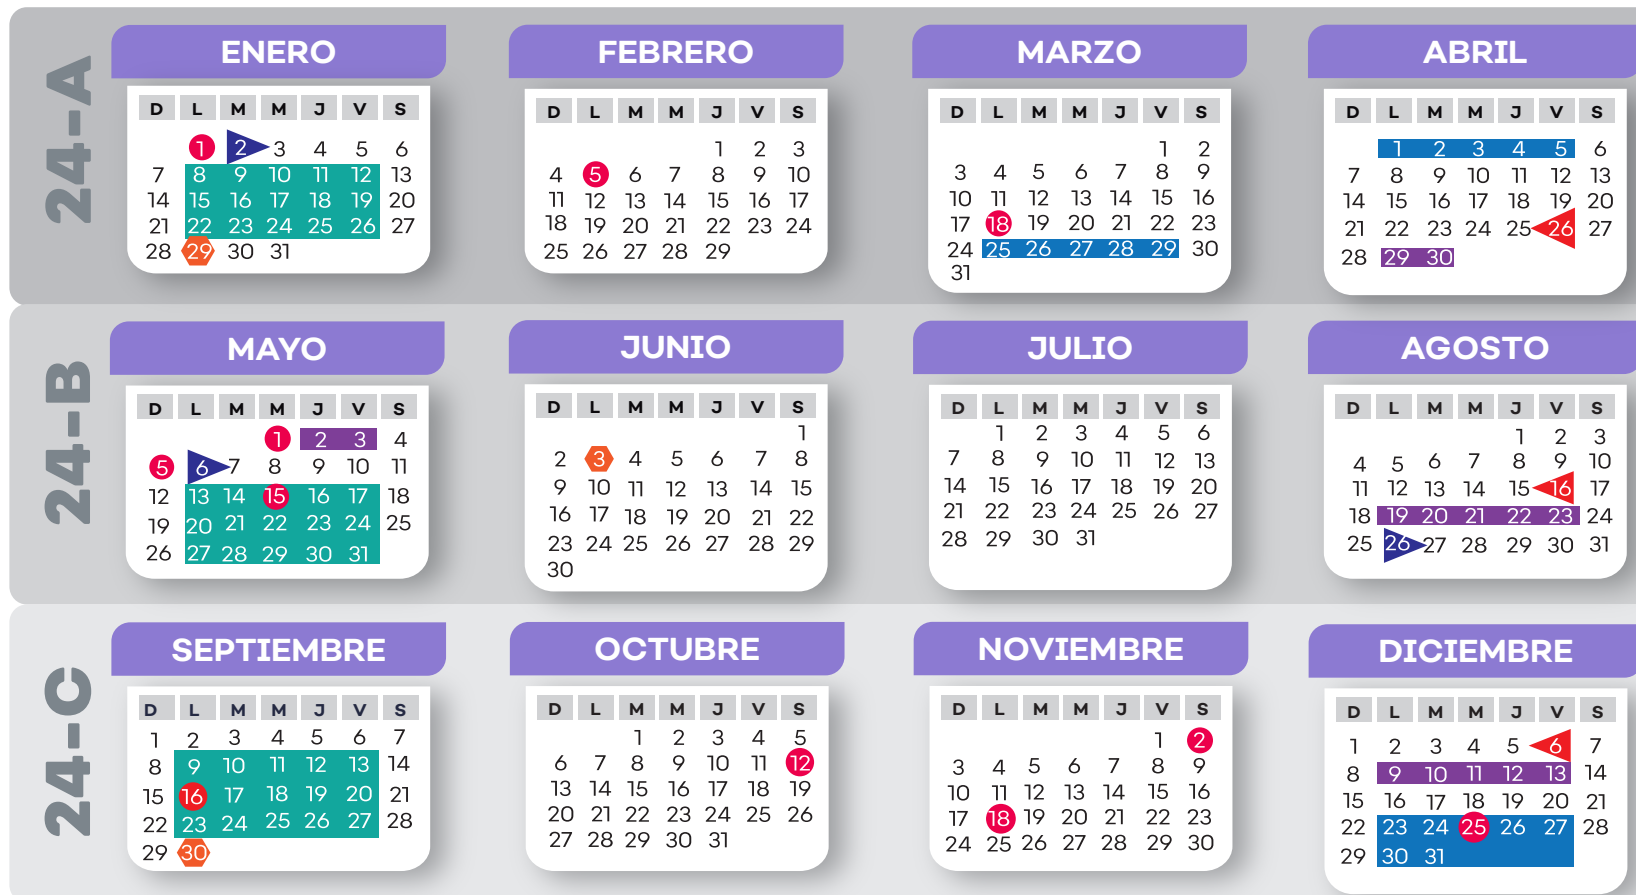 24-A
ENERO
D L M M J V S
1 2 3 4 5 6
7 8 9 10 11 12 13
14 15 16 17 18 19 20
21 22 23 24 25 26 27
28 29 30 31
FEBRERO
D L M M J V S
1 2 3
4 5 6 7 8 9 10
11 12 13 14 15 16 17
18 19 20 21 22 23 24
25 26 27 28 29
MARZO
D L M M J V S
1 2
3 4 5 6 7 8 9
10 11 12 13 14 15 16
17 18 19 20 21 22 23
24 25 26 27 28 29 30
31
ABRIL
D L M M J V S
1 2 3 4 5 6
7 8 9 10 11 12 13
14 15 16 17 18 19 20
21 22 23 24 25 26 27
28 29 30
24-B
MAYO
D L M M J V S
1 2 3 4
5 6 7 8 9 10 11
12 13 14 15 16 17 18
19 20 21 22 23 24 25
26 27 28 29 30 31
JUNIO
D L M M J V S
1
2 3 4 5 6 7 8
9 10 11 12 13 14 15
16 17 18 19 20 21 22
23 24 25 26 27 28 29
30
JULIO
D L M M J V S
1 2 3 4 5 6
7 8 9 10 11 12 13
14 15 16 17 18 19 20
21 22 23 24 25 26 27
28 29 30 31
AGOSTO
D L M M J V S
1 2 3
4 5 6 7 8 9 10
11 12 13 14 15 16 17
18 19 20 21 22 23 24
25 26 27 28 29 30 31
24-C
SEPTIEMBRE
D L M M J V S
1 2 3 4 5 6 7
8 9 10 11 12 13 14
15 16 17 18 19 20 21
22 23 24 25 26 27 28
29 30
OCTUBRE
D L M M J V S
1 2 3 4 5
6 7 8 9 10 11 12
13 14 15 16 17 18 19
20 21 22 23 24 25 26
27 28 29 30 31
NOVIEMBRE
D L M M J V S
1 2
3 4 5 6 7 8 9
10 11 12 13 14 15 16
17 18 19 20 21 22 23
24 25 26 27 28 29 30
DICIEMBRE
D L M M J V S
1 2 3 4 5 6 7
8 9 10 11 12 13 14
15 16 17 18 19 20 21
22 23 24 25 26 27 28
29 30 31